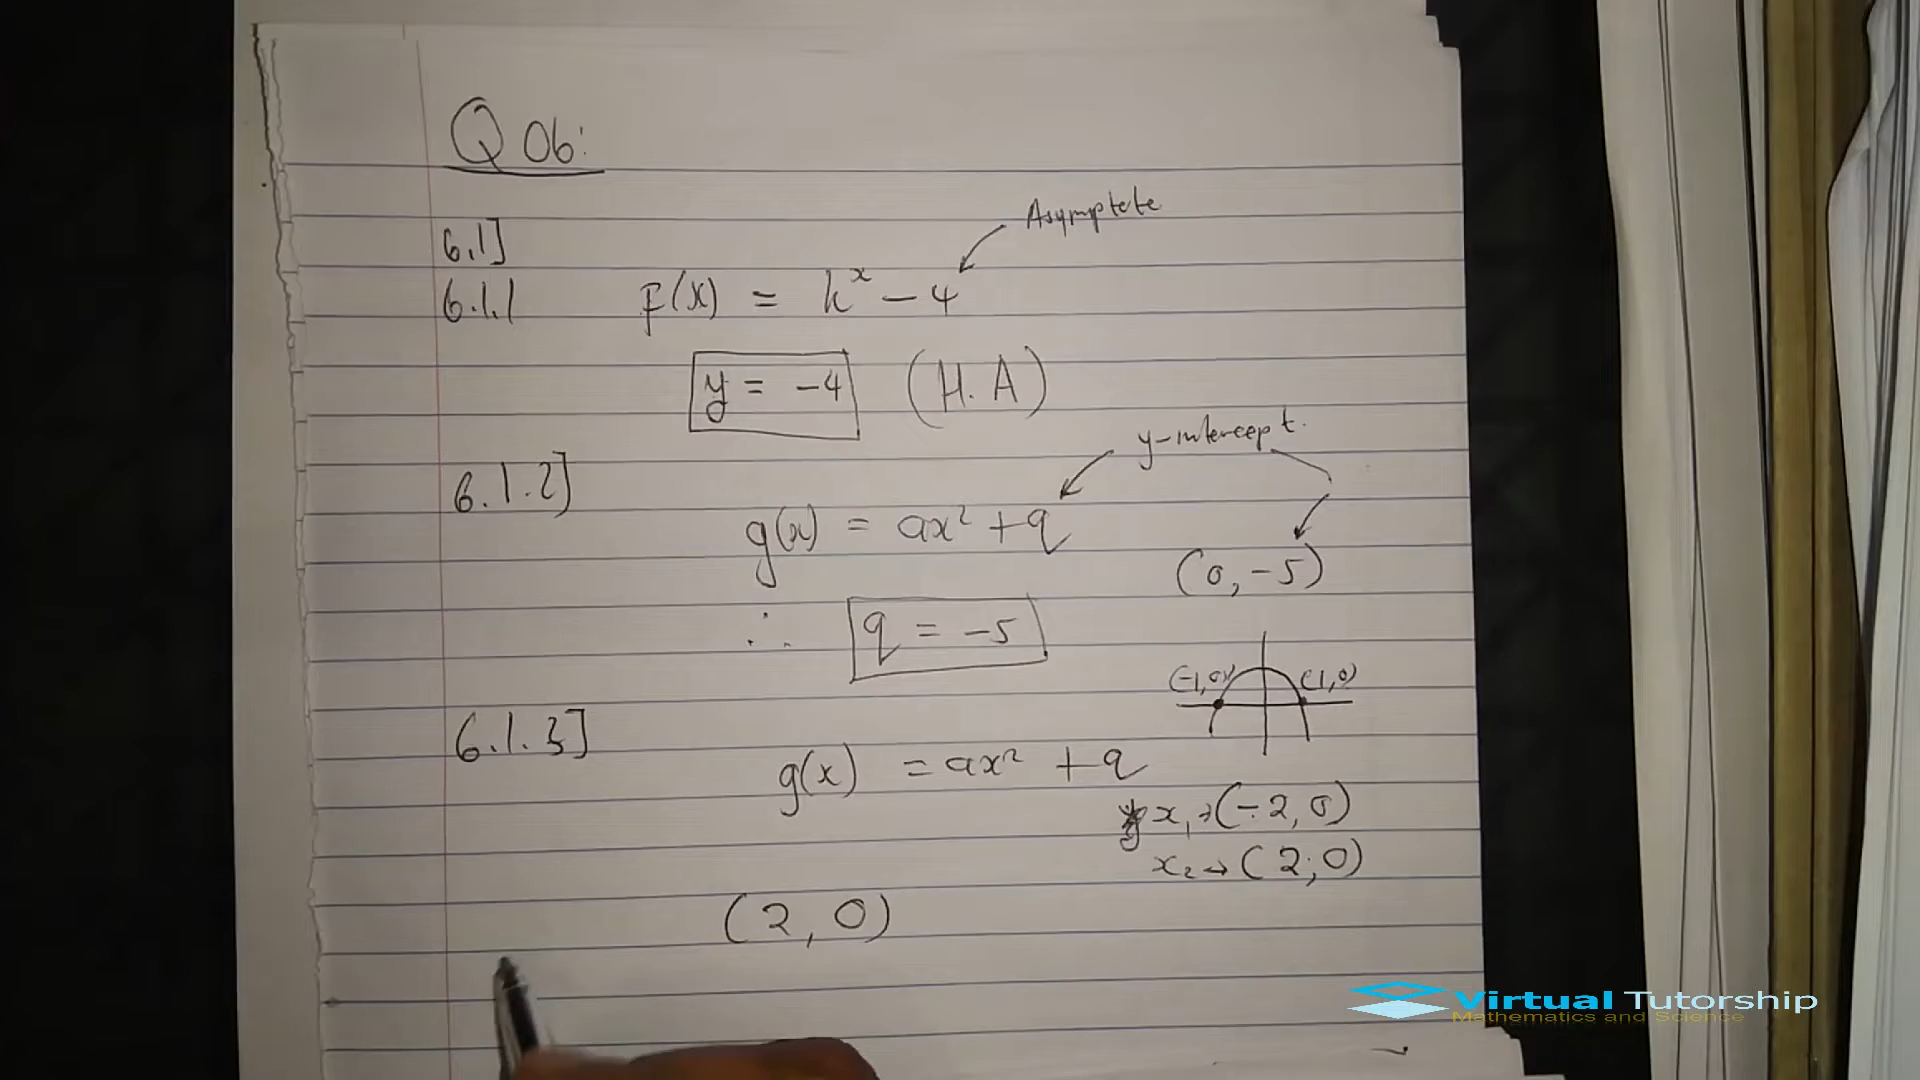 Q 06:
Asymptote
6.1]
6.1.1 F(x) = k^x - 4
y = -4 (H.A)
y-intercept.
6.1.2]
g(x) = ax² + q
(0, -5)
∴ q = -5
(-1,0) (1,0)
6.1.3]
g(x) = ax² + q
x₁→(-2, 0)
x₂→(2; 0)
(2, 0)
Virtual Tutorship
Mathematics and Science